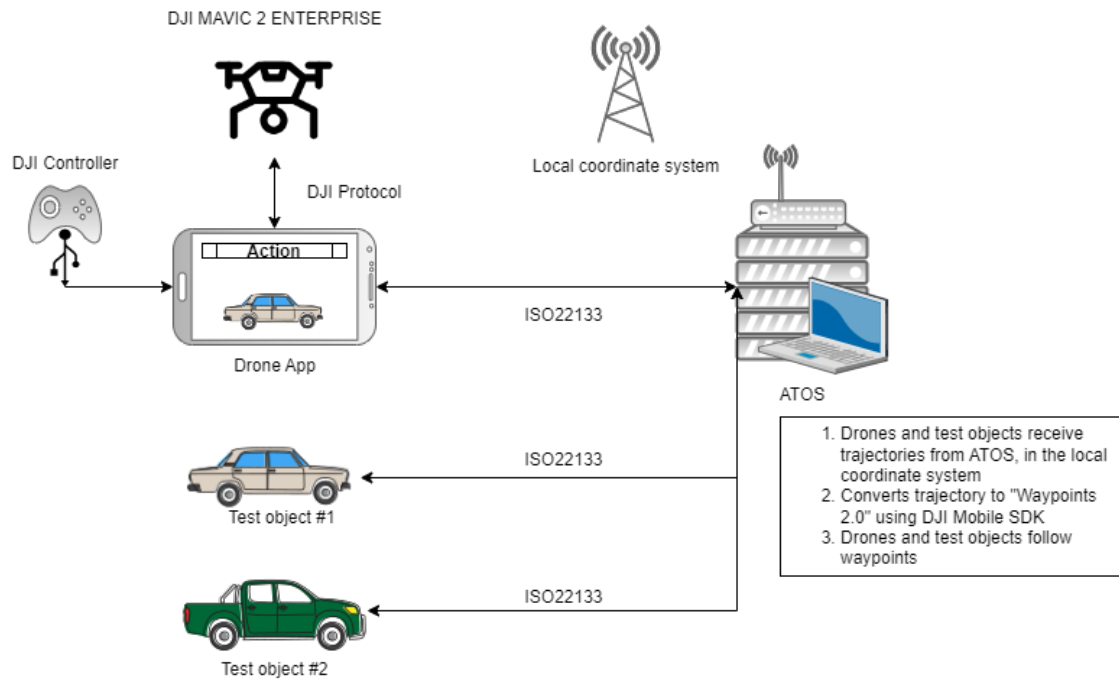 DJI MAVIC 2 ENTERPRISE
Local coordinate system
DJI Controller
DJI Protocol
Action
ISO22133
Drone App
ATOS
1. Drones and test objects receive
trajectories from ATOS, in the local
coordinate system
2. Converts trajectory to "Waypoints
2.0" using DJI Mobile SDK
3. Drones and test objects follow
waypoints
ISO22133
Test object #1
ISO22133
Test object #2